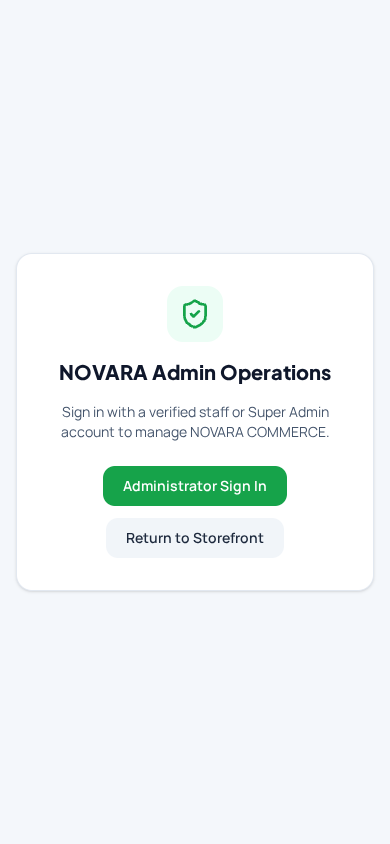 NOVARA Admin Operations
Sign in with a verified staff or Super Admin
account to manage NOVARA COMMERCE.
Administrator Sign In
Return to Storefront